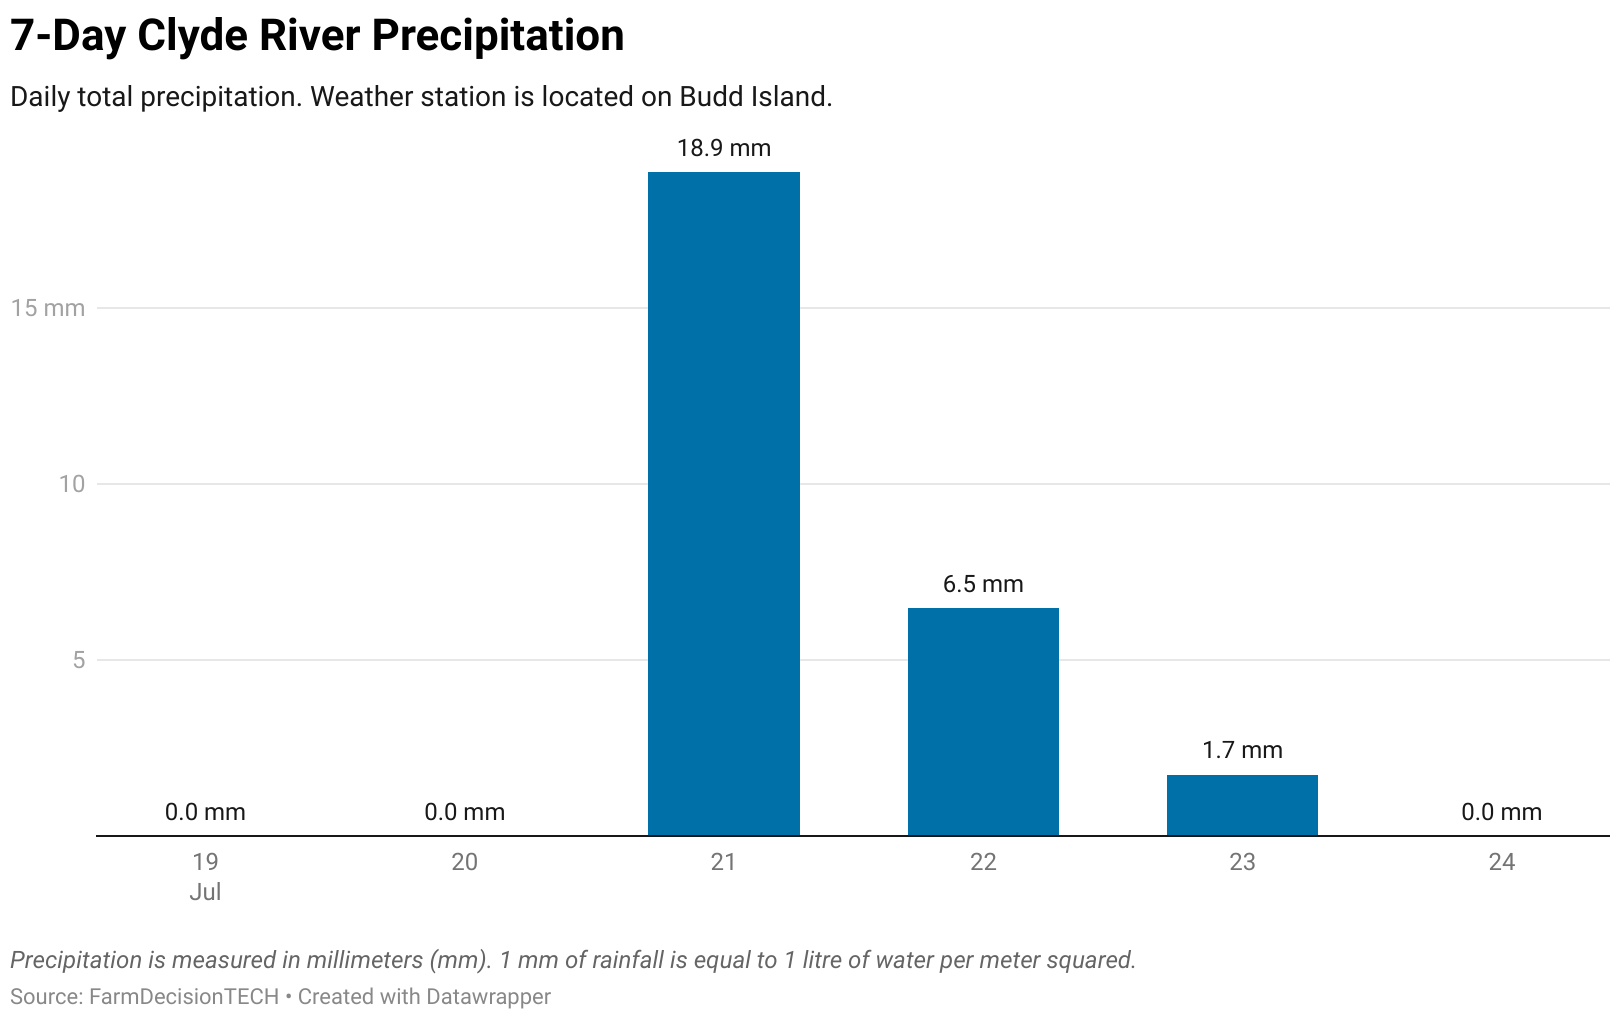 7-Day Clyde River Precipitation
Daily total precipitation. Weather station is located on Budd Island.
18.9 mm
15 mm
10
6.5 mm
5
1.7 mm
0.0 mm
0.0 mm
0.0 mm
19
20
21
22
23
24
Jul
Precipitation is measured in millimeters (mm). 1 mm of rainfall is equal to 1 litre of water per meter squared.
Source: FarmDecisionTECH • Created with Datawrapper